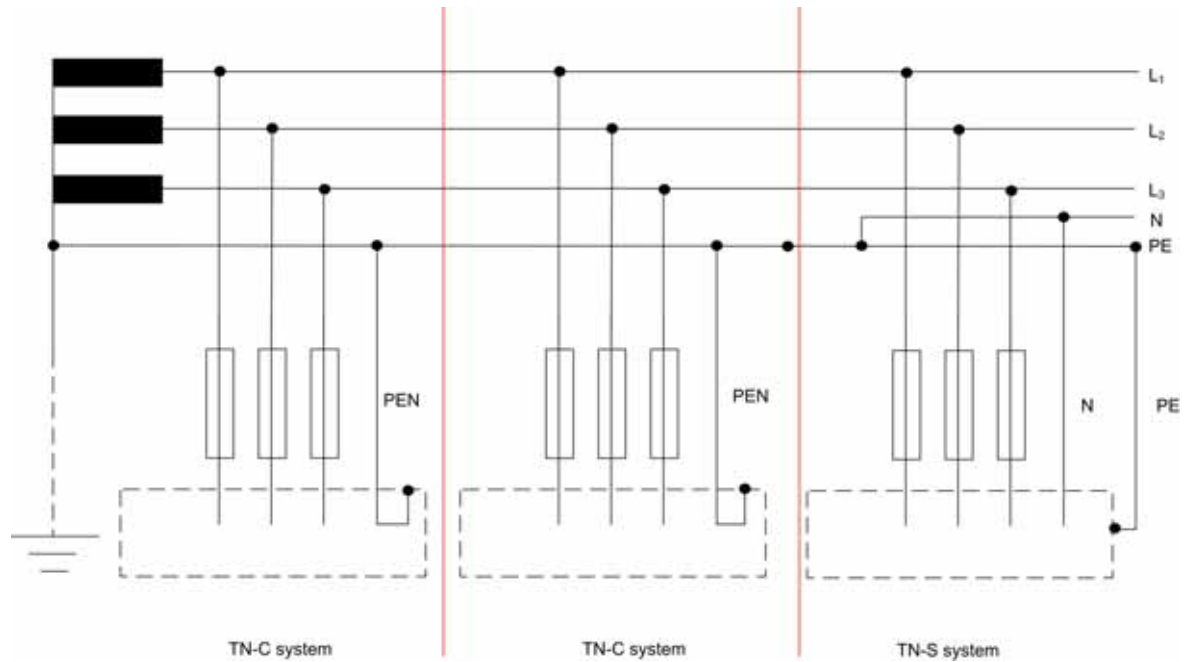 L₁
L₂
L₃
N
PE
PEN
PEN
N
PE
TN-C system
TN-C system
TN-S system